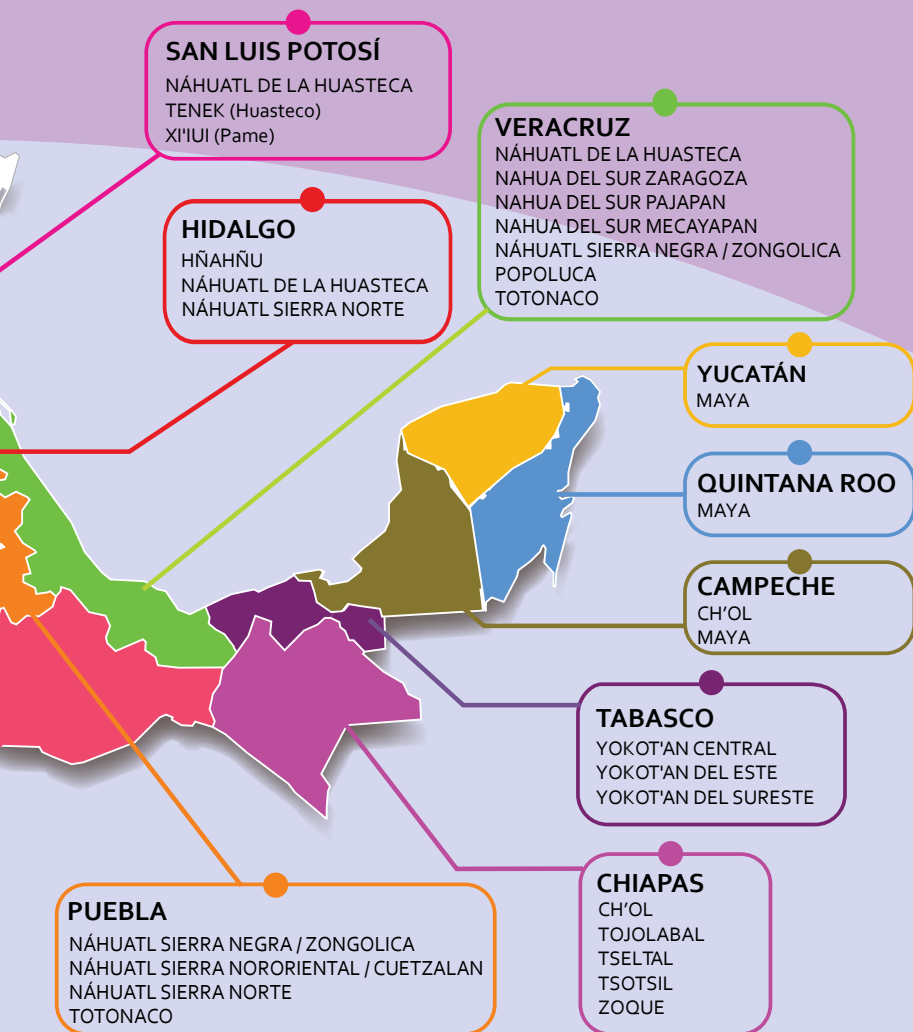 SAN LUIS POTOSÍ
NÁHUATL DE LA HUASTECA
TENEK (Huasteco)
XI'IUI (Pame)
VERACRUZ
NÁHUATL DE LA HUASTECA
NAHUA DEL SUR ZARAGOZA
NAHUA DEL SUR PAJAPAN
NAHUA DEL SUR MECAYAPAN
NÁHUATL SIERRA NEGRA / ZONGOLICA
POPOLUCA
TOTONACO
HIDALGO
HÑAHÑU
NÁHUATL DE LA HUASTECA
NÁHUATL SIERRA NORTE
YUCATÁN
MAYA
QUINTANA ROO
MAYA
CAMPECHE
CH’OL
MAYA
TABASCO
YOKOT'AN CENTRAL
YOKOT'AN DEL ESTE
YOKOT'AN DEL SURESTE
CHIAPAS
CH’OL
TOJOLABAL
TSELTAL
TSOTSIL
ZOQUE
PUEBLA
NÁHUATL SIERRA NEGRA / ZONGOLICA
NÁHUATL SIERRA NORORIENTAL / CUETZALAN
NÁHUATL SIERRA NORTE
TOTONACO